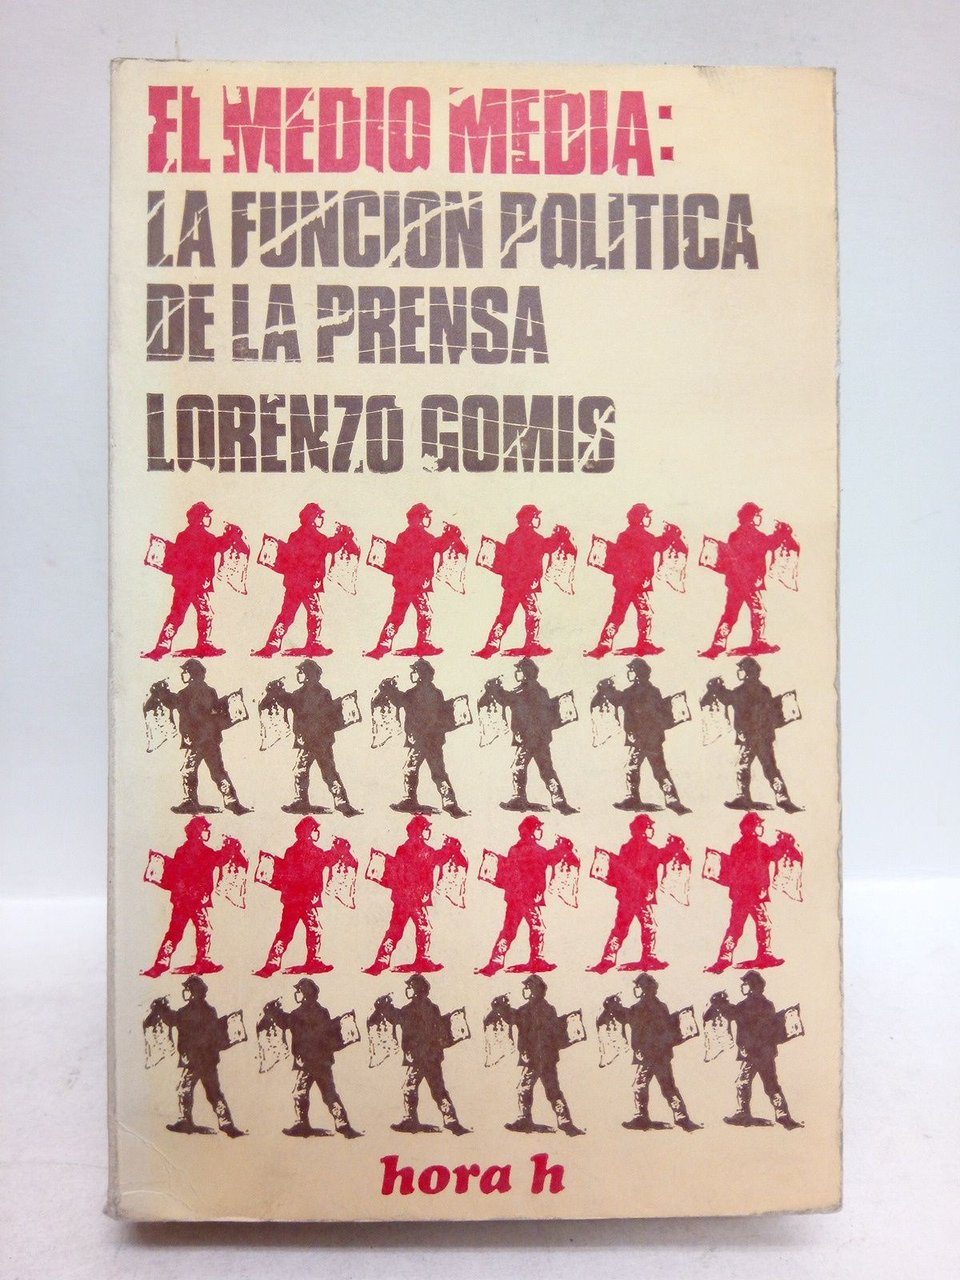 EL MEDIO MEDIA:
LA FUNCION POLITICA
DE LA PRENSA
LORENZO GOMIS
hora h